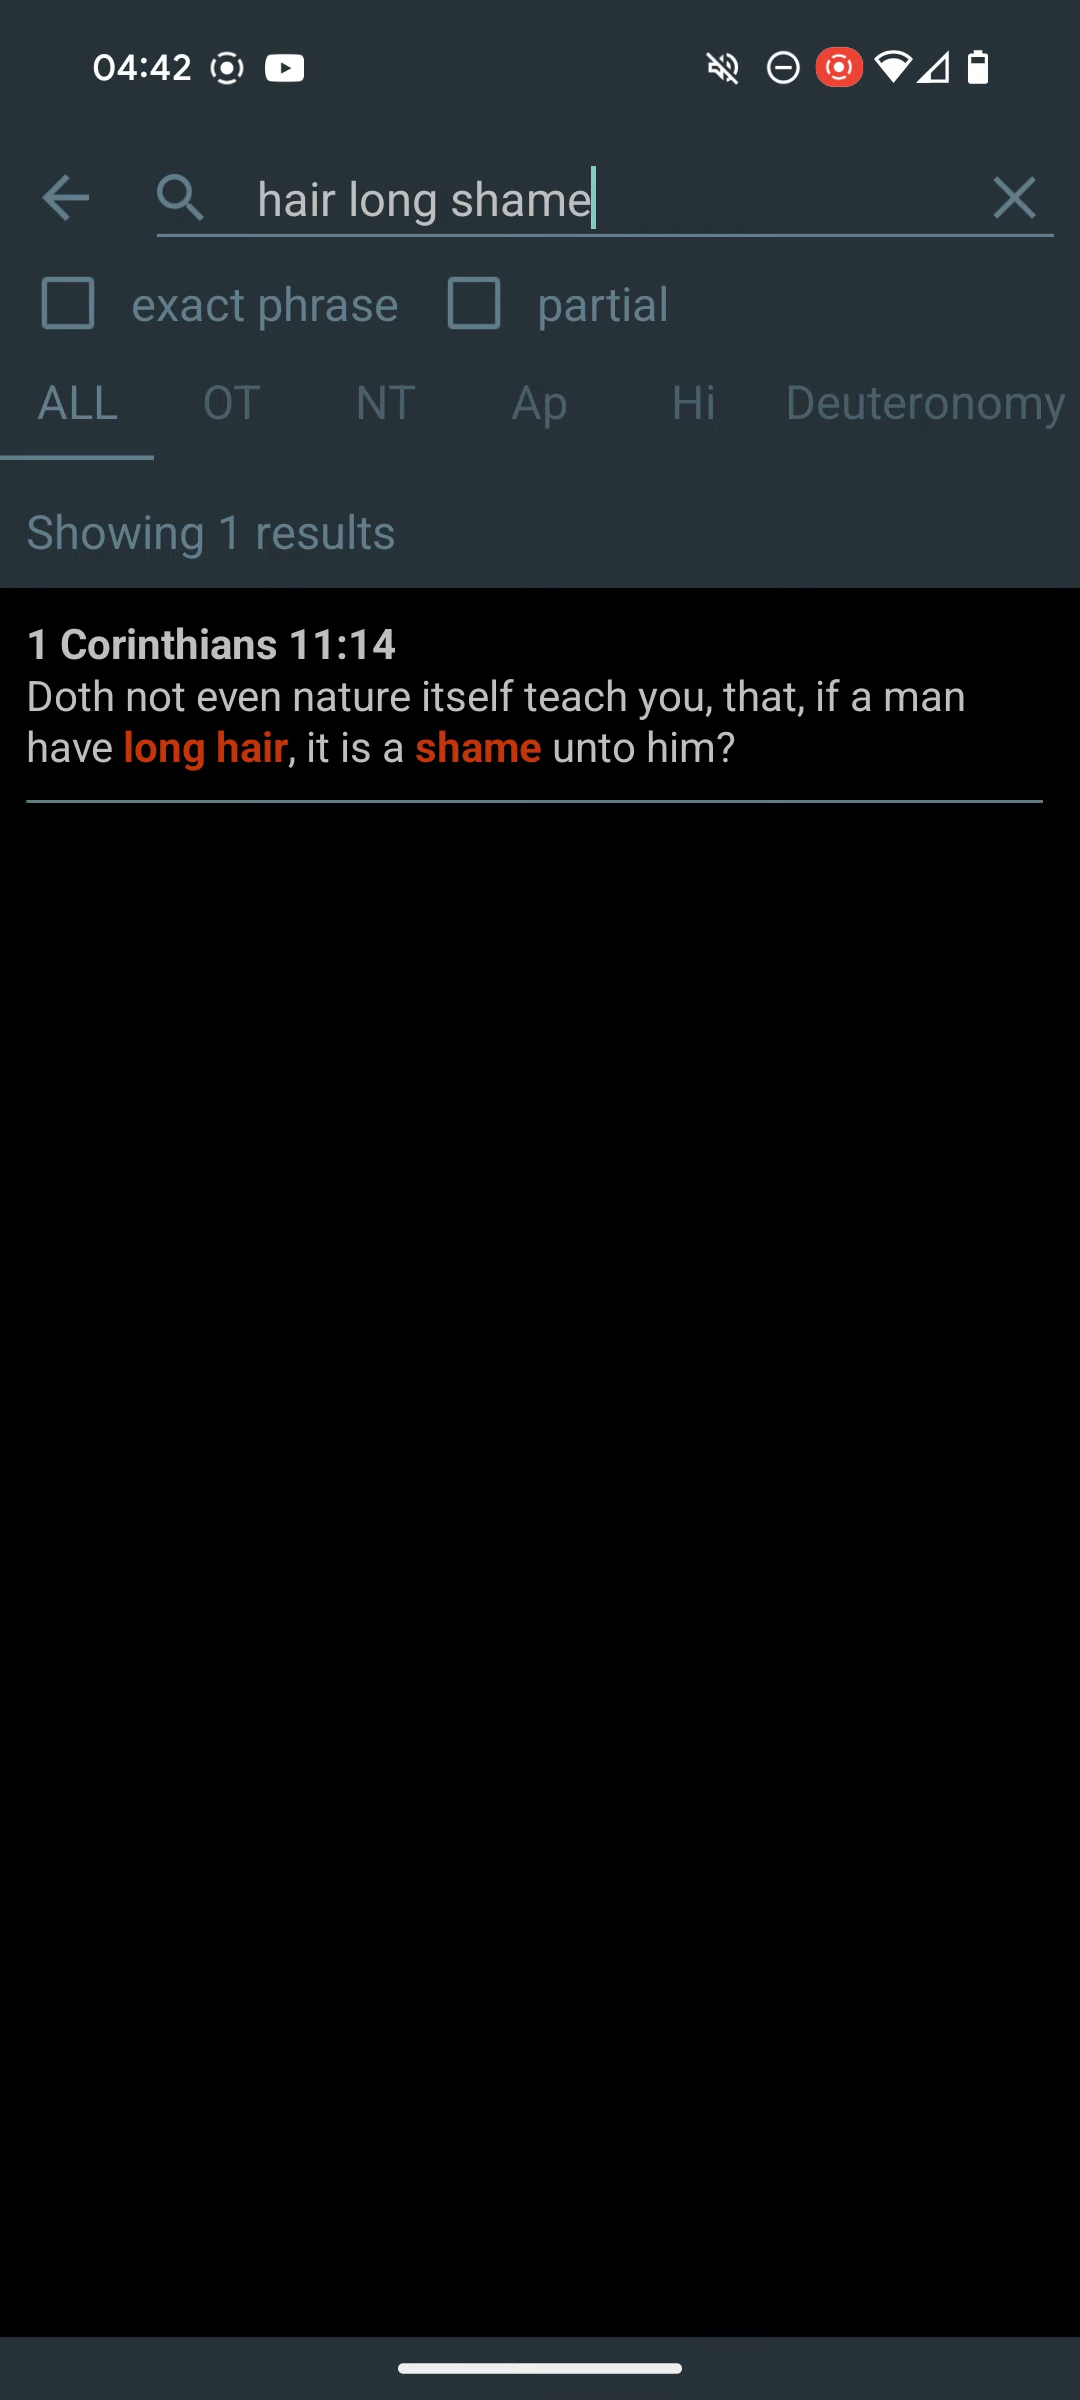 04:42
hair long shame
exact phrase partial
ALL OT NT Ap Hi Deuteronomy
Showing 1 results
1 Corinthians 11:14
Doth not even nature itself teach you, that, if a man
have long hair, it is a shame unto him?